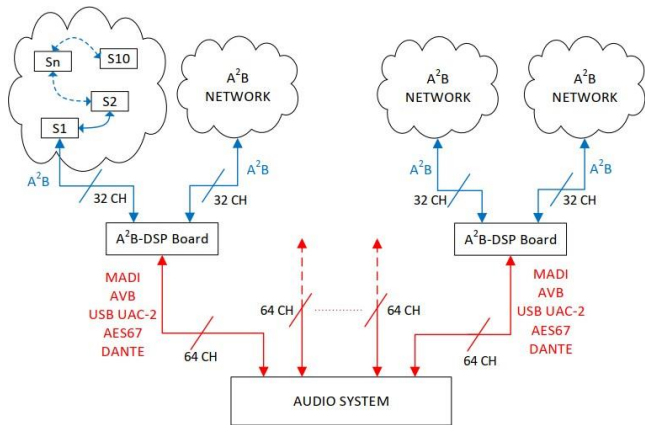 Sn
S10
S2
S1
A²B
NETWORK
A²B
NETWORK
A²B
NETWORK
A²B
32 CH
A²B
32 CH
A²B
32 CH
A²B
32 CH
A²B-DSP Board
A²B-DSP Board
MADI
AVB
USB UAC-2
AES67
DANTE
64 CH
64 CH
64 CH
64 CH
MADI
AVB
USB UAC-2
AES67
DANTE
AUDIO SYSTEM